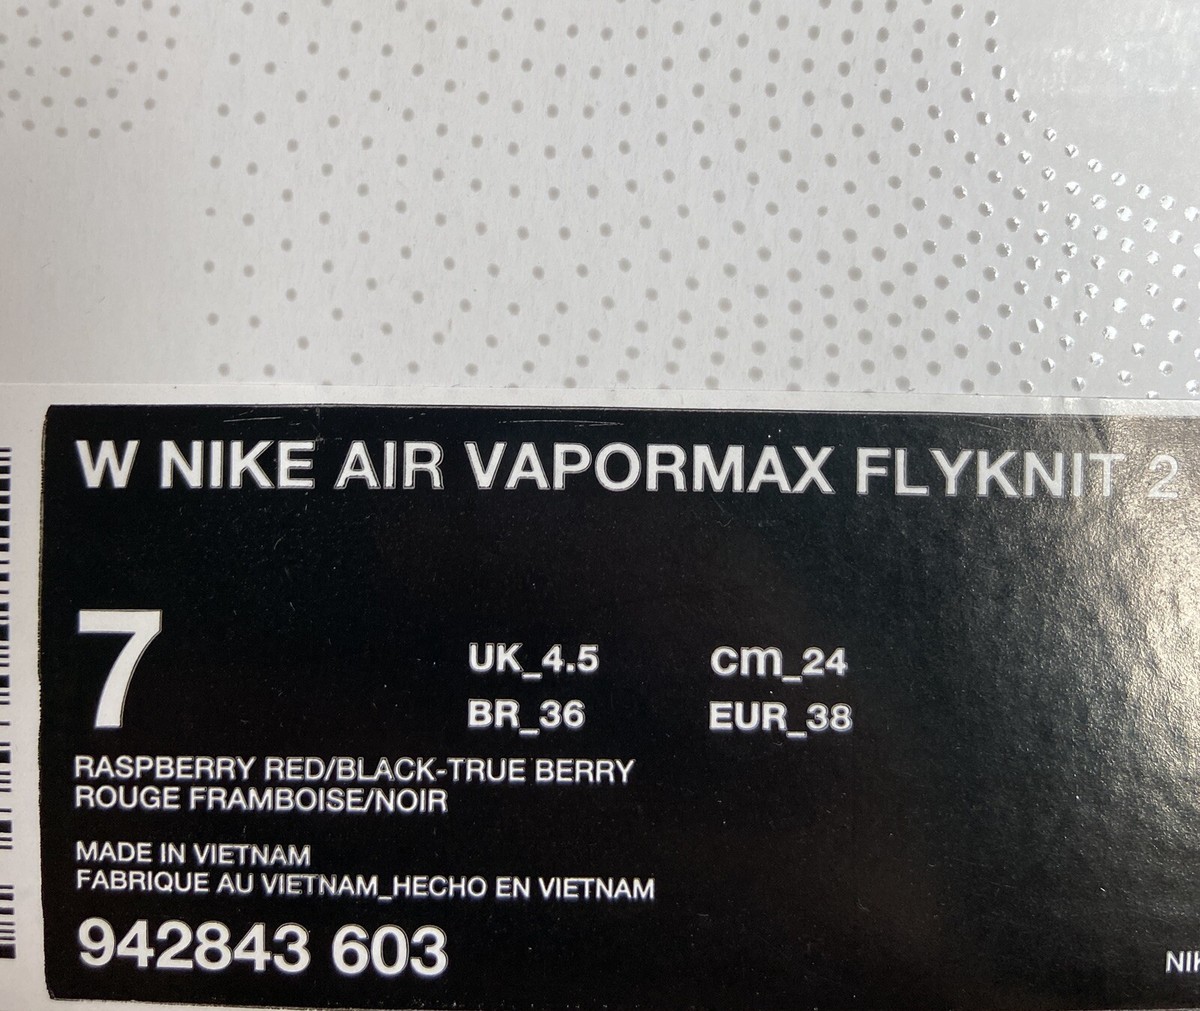 W NIKE AIR VAPORMAX FLYKNIT 2
7
UK_4.5 cm_24
BR_36 EUR_38
RASPBERRY RED/BLACK-TRUE BERRY
ROUGE FRAMBOISE/NOIR
MADE IN VIETNAM
FABRIQUE AU VIETNAM_HECHO EN VIETNAM
942843 603